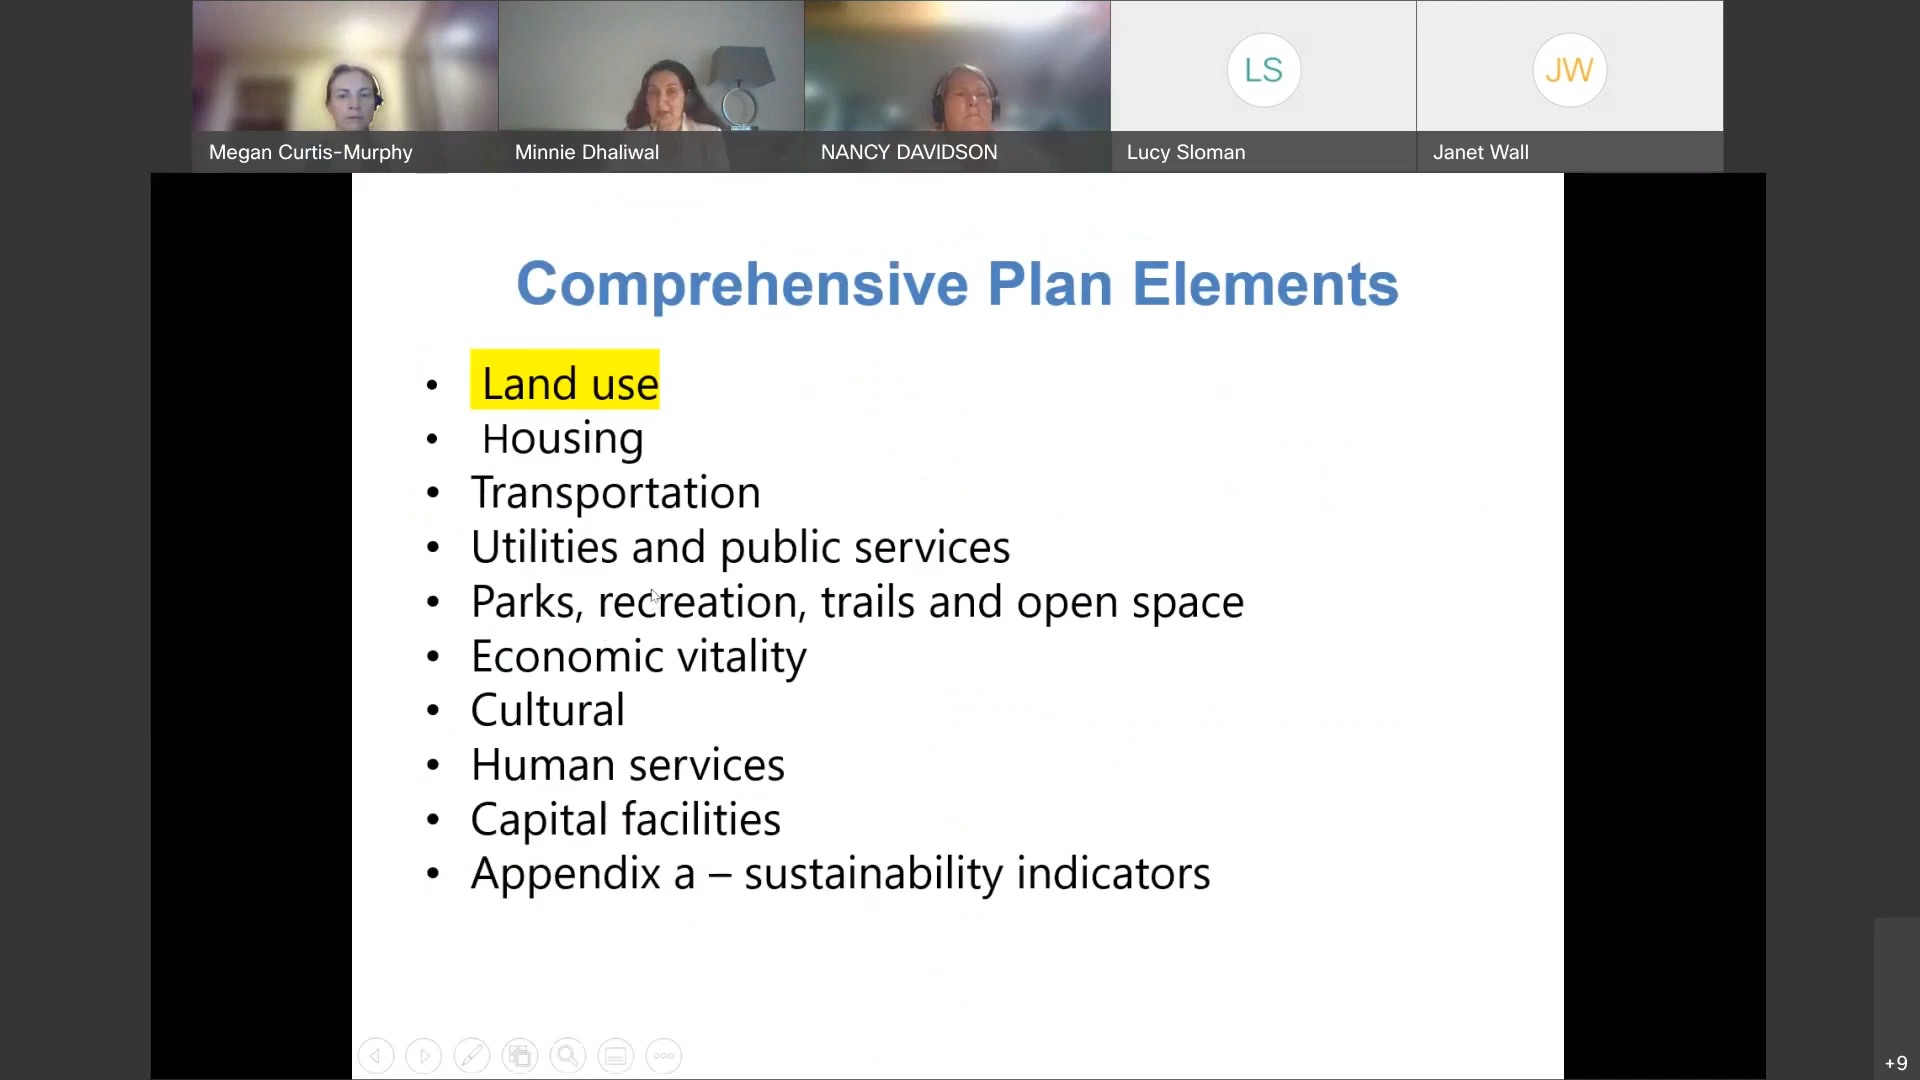 LS
JW
Megan Curtis-Murphy
Minnie Dhaliwal
NANCY DAVIDSON
Lucy Sloman
Janet Wall
Comprehensive Plan Elements
• Land use
• Housing
• Transportation
• Utilities and public services
• Parks, recreation, trails and open space
• Economic vitality
• Cultural
• Human services
• Capital facilities
• Appendix a – sustainability indicators
+9